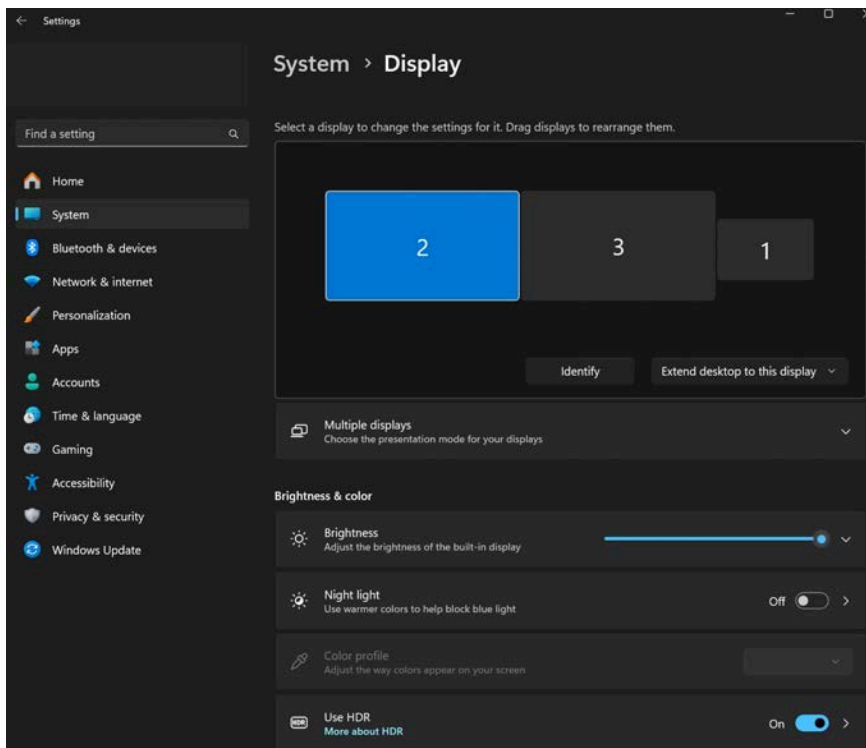 Settings
System > Display
Find a setting
Home
System
Bluetooth & devices
Network & internet
Personalization
Apps
Accounts
Time & language
Gaming
Accessibility
Privacy & security
Windows Update
Select a display to change the settings for it. Drag displays to rearrange them.
2
3
1
Identify
Extend desktop to this display
Multiple displays
Choose the presentation mode for your displays
Brightness & color
Brightness
Adjust the brightness of the built-in display
Night light
Use warmer colors to help block blue light
Off
Color profile
Adjust the way colors appear on your screen
HDR
Use HDR
More about HDR
On